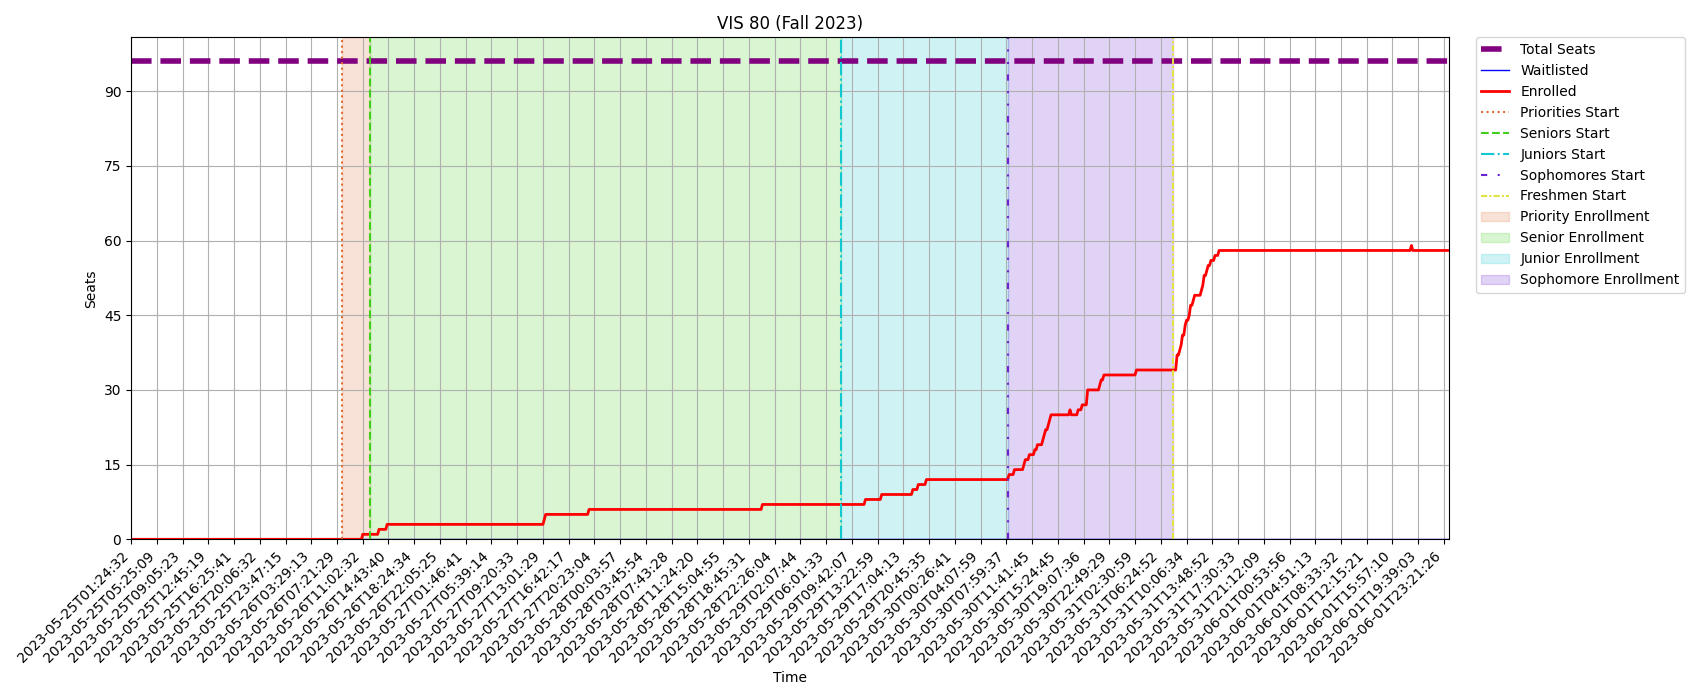 VIS 80 (Fall 2023)
Total Seats
Waitlisted
Enrolled
Priorities Start
Seniors Start
Juniors Start
Sophomores Start
Freshmen Start
Priority Enrollment
Senior Enrollment
Junior Enrollment
Sophomore Enrollment
Seats
90
75
60
45
30
15
0
2023-05-25T01:24:32
2023-05-25T05:25:09
2023-05-25T09:05:23
2023-05-25T12:45:19
2023-05-25T16:25:41
2023-05-25T20:06:32
2023-05-25T23:47:15
2023-05-26T03:29:13
2023-05-26T07:21:29
2023-05-26T11:02:32
2023-05-26T14:43:40
2023-05-26T18:24:34
2023-05-26T22:05:25
2023-05-27T01:46:41
2023-05-27T05:39:14
2023-05-27T09:20:33
2023-05-27T13:01:29
2023-05-27T16:42:17
2023-05-27T20:23:04
2023-05-28T00:03:57
2023-05-28T03:45:54
2023-05-28T07:43:28
2023-05-28T11:24:20
2023-05-28T15:04:55
2023-05-28T18:45:31
2023-05-28T22:26:04
2023-05-29T02:07:44
2023-05-29T06:01:33
2023-05-29T09:42:07
2023-05-29T13:22:59
2023-05-29T17:04:13
2023-05-29T20:45:35
2023-05-30T00:26:41
2023-05-30T04:07:59
2023-05-30T07:59:37
2023-05-30T11:41:45
2023-05-30T15:24:45
2023-05-30T19:07:36
2023-05-30T22:49:29
2023-05-31T02:30:59
2023-05-31T06:24:52
2023-05-31T10:06:34
2023-05-31T13:48:52
2023-05-31T17:30:33
2023-05-31T21:12:09
2023-06-01T00:53:56
2023-06-01T04:51:13
2023-06-01T08:33:32
2023-06-01T12:15:21
2023-06-01T15:57:10
2023-06-01T19:39:03
2023-06-01T23:21:26
Time